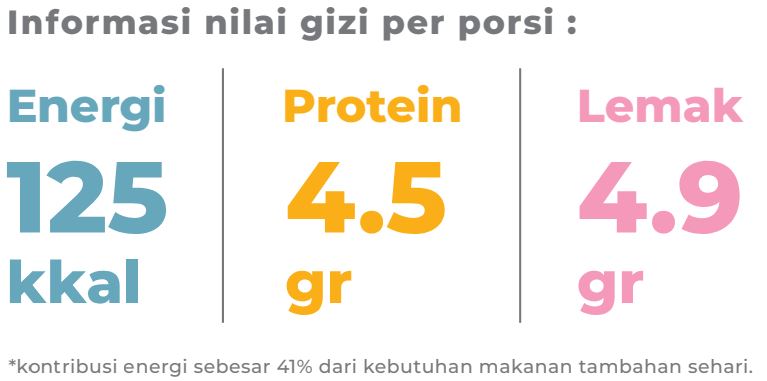 Informasi nilai gizi per porsi :
Energi
125
kkal
Protein
4.5
gr
Lemak
4.9
gr
*kontribusi energi sebesar 41% dari kebutuhan makanan tambahan sehari.